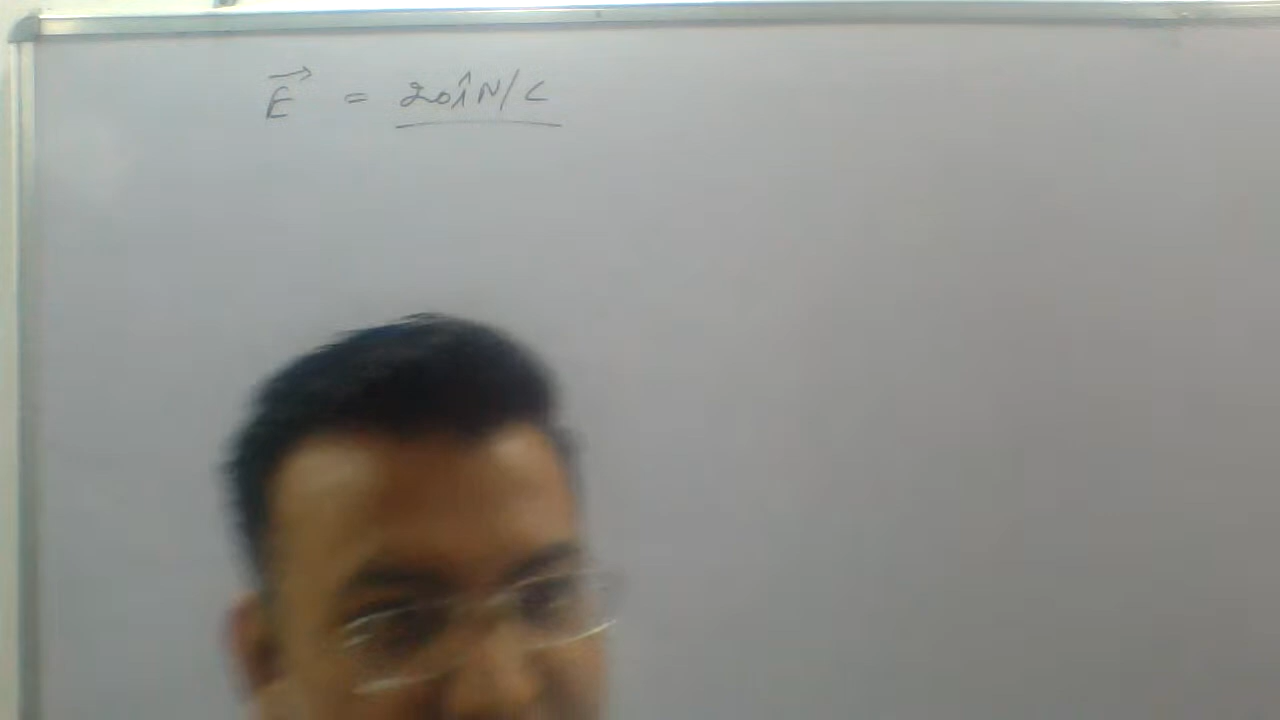 E⃗ = 20î N/C